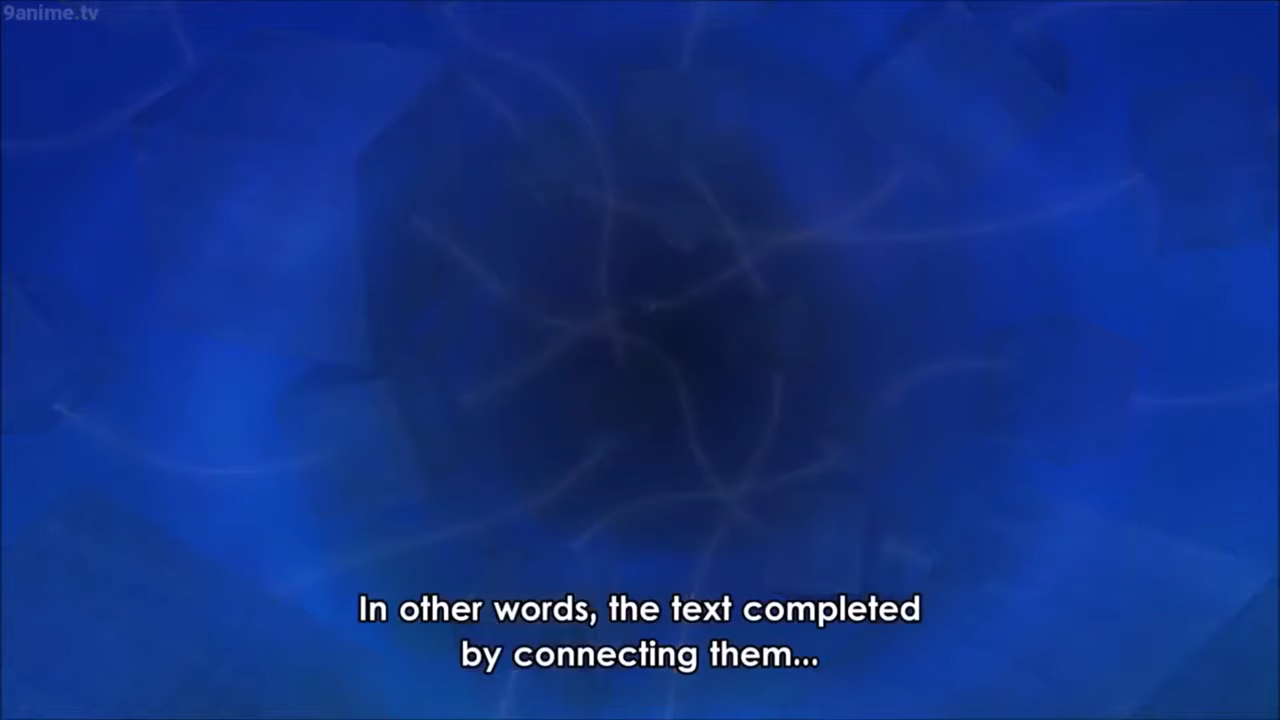 9anime.tv
In other words, the text completed
by connecting them...